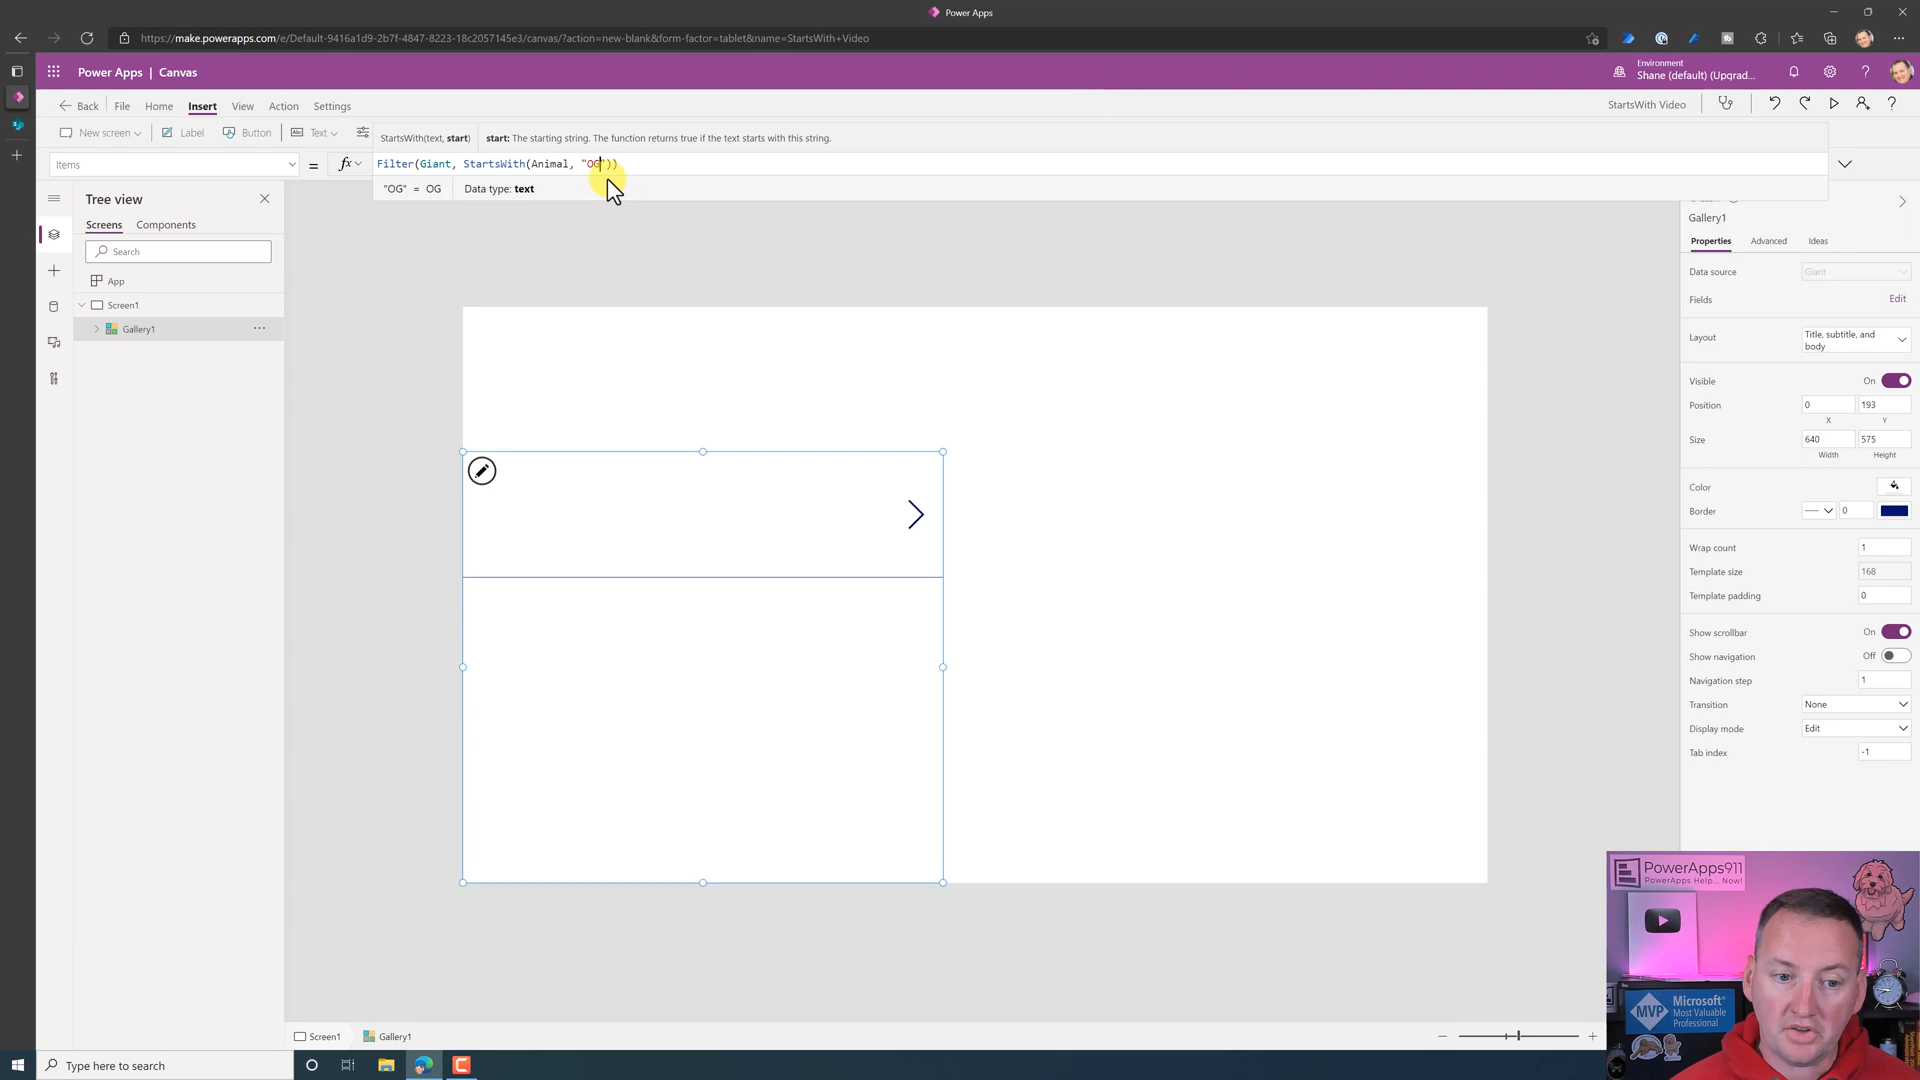 Power Apps
https://make.powerapps.com/e/Default-9416a1d9-2b7f-4847-8223-18c2057145e3/canvas/?action=new-blank&form-factor=tablet&name=StartsWith+Video
Power Apps | Canvas
Environment
Shane (default) (Upgrad...
Back File Home Insert View Action Settings
StartsWith Video
New screen Label Button Text
StartsWith(text, start) start: The starting string. The function returns true if the text starts with this string.
Items = fx Filter(Giant, StartsWith(Animal, "OG"))
"OG" = OG Data type: text
Tree view
Screens Components
Search
App
Screen1
Gallery1
Gallery1
Properties Advanced Ideas
Data source Giant
Fields Edit
Layout Title, subtitle, and
body
Visible On
Position 0 193
X Y
Size 640 575
Width Height
Color
Border 0
Wrap count 1
Template size 168
Template padding 0
Show scrollbar On
Show navigation Off
Navigation step 1
Transition None
Display mode Edit
Tab index -1
PowerApps911
PowerApps Help... Now!
MVP Microsoft®
Most Valuable
Professional
Screen1 Gallery1
Type here to search